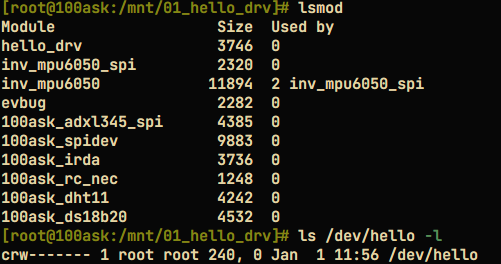 [root@100ask:/mnt/01_hello_drv]# lsmod
Module                  Size  Used by
hello_drv               3746  0
inv_mpu6050_spi         2320  0
inv_mpu6050            11894  2 inv_mpu6050_spi
evbug                   2282  0
100ask_adxl345_spi      4385  0
100ask_spidev           9883  0
100ask_irda             3736  0
100ask_rc_nec           1248  0
100ask_dht11            4242  0
100ask_ds18b20          4532  0
[root@100ask:/mnt/01_hello_drv]# ls /dev/hello -l
crw------- 1 root root 240, 0 Jan  1 11:56 /dev/hello